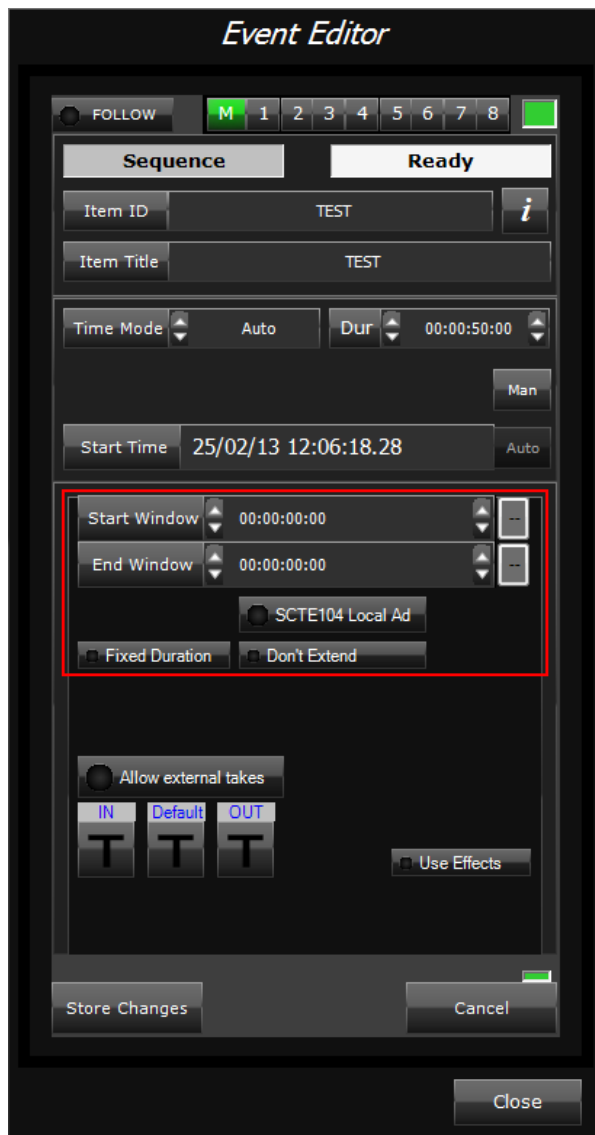 Event Editor
FOLLOW M 1 2 3 4 5 6 7 8
Sequence Ready
Item ID TEST i
Item Title TEST
Time Mode Auto Dur 00:00:50:00
Man
Start Time 25/02/13 12:06:18.28 Auto
Start Window 00:00:00:00 --
End Window 00:00:00:00 --
SCTE104 Local Ad
Fixed Duration Don't Extend
Allow external takes
IN Default OUT
T T T
Use Effects
Store Changes Cancel
Close